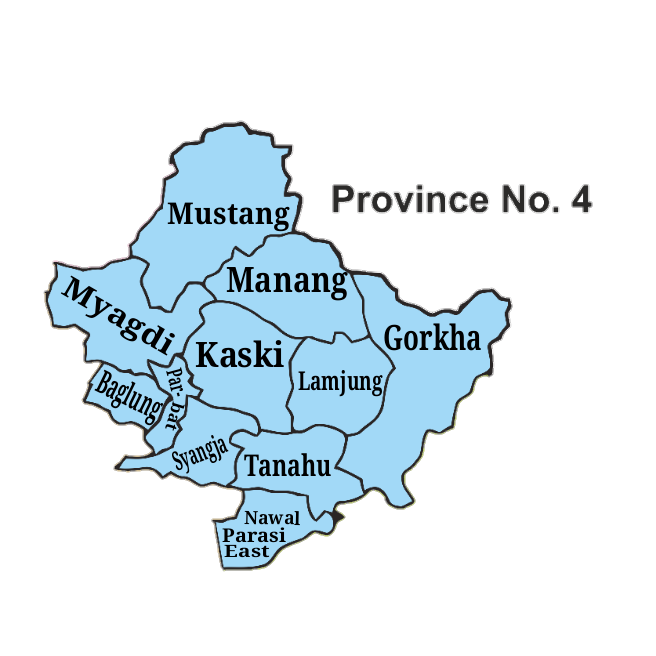 Province No. 4
Mustang
Manang
Myagdi
Gorkha
Kaski
Lamjung
Par-
bat
Baglung
Syangja
Tanahu
Nawal
Parasi
East